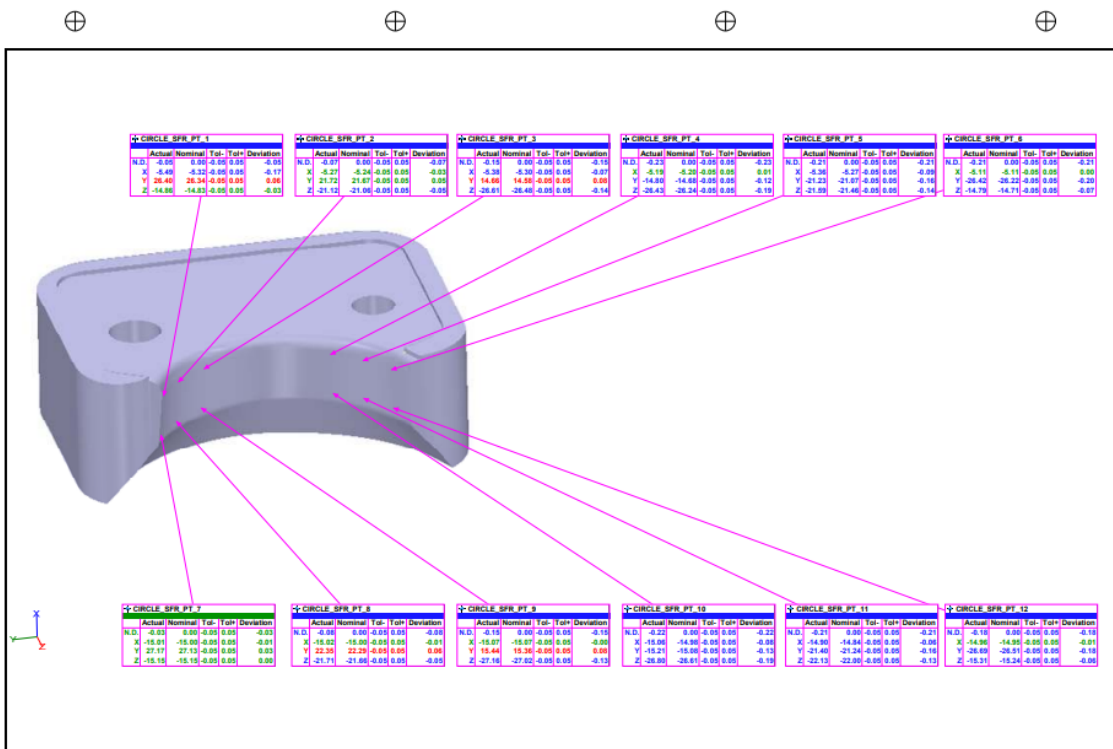 CIRCLE_SFR_PT_1
Actual Nominal Tol- Tol+ Deviation
N.D. -0.05 0.00 -0.05 0.05 -0.05
X -5.49 -5.32 -0.05 0.05 -0.17
Y 26.40 26.34 -0.05 0.05 0.06
Z -14.86 -14.83 -0.05 0.05 -0.03
CIRCLE_SFR_PT_2
Actual Nominal Tol- Tol+ Deviation
N.D. -0.07 0.00 -0.05 0.05 -0.07
X -5.27 -5.24 -0.05 0.05 -0.03
Y 21.72 21.67 -0.05 0.05 0.05
Z -21.12 -21.06 -0.05 0.05 -0.05
CIRCLE_SFR_PT_3
Actual Nominal Tol- Tol+ Deviation
N.D. -0.15 0.00 -0.05 0.05 -0.15
X -5.38 -5.30 -0.05 0.05 -0.07
Y 14.66 14.58 -0.05 0.05 0.08
Z -26.61 -26.48 -0.05 0.05 -0.14
CIRCLE_SFR_PT_4
Actual Nominal Tol- Tol+ Deviation
N.D. -0.23 0.00 -0.05 0.05 -0.23
X -5.19 -5.20 -0.05 0.05 0.01
Y -14.80 -14.68 -0.05 0.05 -0.12
Z -26.43 -26.24 -0.05 0.05 -0.19
CIRCLE_SFR_PT_5
Actual Nominal Tol- Tol+ Deviation
N.D. -0.21 0.00 -0.05 0.05 -0.21
X -5.36 -5.27 -0.05 0.05 -0.09
Y -21.23 -21.07 -0.05 0.05 -0.16
Z -21.59 -21.46 -0.05 0.05 -0.14
CIRCLE_SFR_PT_6
Actual Nominal Tol- Tol+ Deviation
N.D. -0.21 0.00 -0.05 0.05 -0.21
X -5.11 -5.11 -0.05 0.05 0.00
Y -26.42 -26.22 -0.05 0.05 -0.20
Z -14.79 -14.71 -0.05 0.05 -0.07
X
Y
Z
CIRCLE_SFR_PT_7
Actual Nominal Tol- Tol+ Deviation
N.D. -0.03 0.00 -0.05 0.05 -0.03
X -15.01 -15.00 -0.05 0.05 -0.01
Y 27.17 27.13 -0.05 0.05 0.03
Z -15.15 -15.15 -0.05 0.05 0.00
CIRCLE_SFR_PT_8
Actual Nominal Tol- Tol+ Deviation
N.D. -0.08 0.00 -0.05 0.05 -0.08
X -15.02 -15.00 -0.05 0.05 -0.01
Y 22.35 22.29 -0.05 0.05 0.06
Z -21.71 -21.66 -0.05 0.05 -0.05
CIRCLE_SFR_PT_9
Actual Nominal Tol- Tol+ Deviation
N.D. -0.15 0.00 -0.05 0.05 -0.15
X -15.07 -15.07 -0.05 0.05 -0.00
Y 15.44 15.36 -0.05 0.05 0.08
Z -27.16 -27.02 -0.05 0.05 -0.13
CIRCLE_SFR_PT_10
Actual Nominal Tol- Tol+ Deviation
N.D. -0.22 0.00 -0.05 0.05 -0.22
X -15.06 -14.98 -0.05 0.05 -0.08
Y -15.21 -15.08 -0.05 0.05 -0.13
Z -26.80 -26.61 -0.05 0.05 -0.19
CIRCLE_SFR_PT_11
Actual Nominal Tol- Tol+ Deviation
N.D. -0.21 0.00 -0.05 0.05 -0.21
X -14.90 -14.84 -0.05 0.05 -0.06
Y -21.40 -21.24 -0.05 0.05 -0.16
Z -22.13 -22.00 -0.05 0.05 -0.13
CIRCLE_SFR_PT_12
Actual Nominal Tol- Tol+ Deviation
N.D. -0.18 0.00 -0.05 0.05 -0.18
X -14.96 -14.95 -0.05 0.05 -0.01
Y -26.69 -26.51 -0.05 0.05 -0.18
Z -15.31 -15.24 -0.05 0.05 -0.06